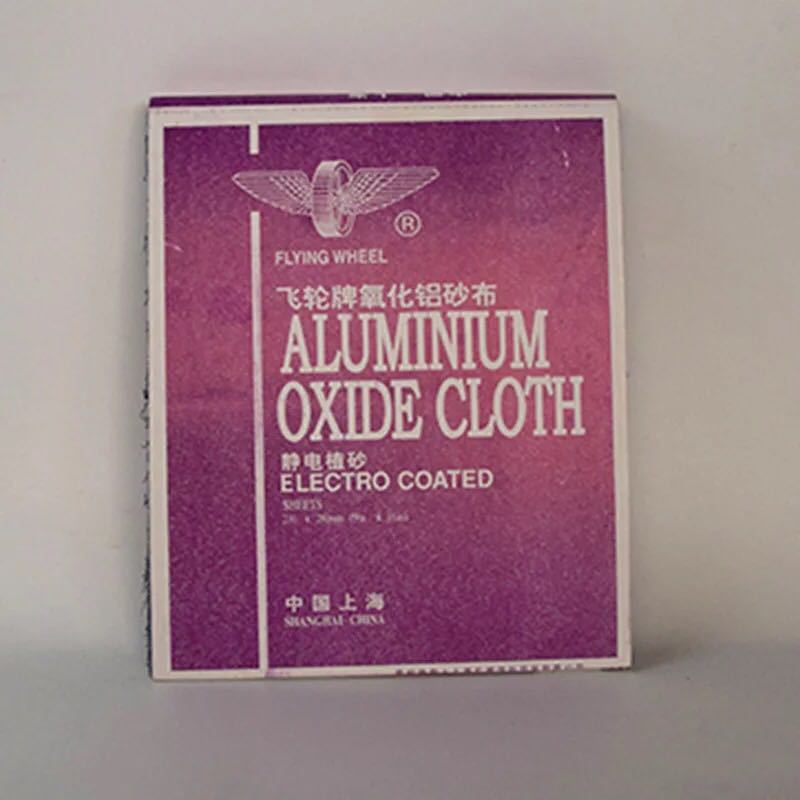 ®
FLYING WHEEL
飞轮牌氧化铝砂布
ALUMINIUM
OXIDE CLOTH
静电植砂
ELECTRO COATED
SHEETS
中国上海
SHANGHAI CHINA